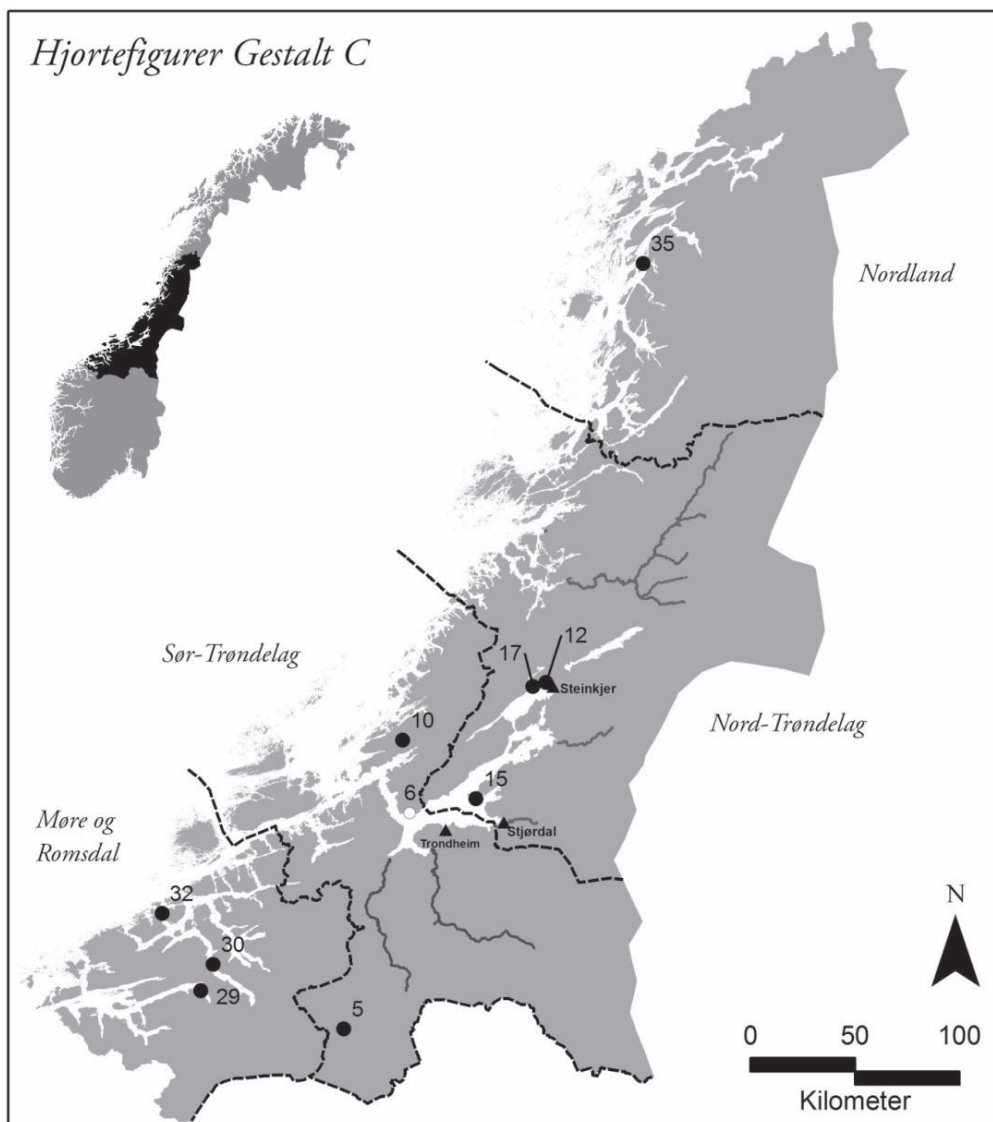 Hjortefigurer Gestalt C
35
Nordland
12
17
Steinkjer
Sør-Trøndelag
Nord-Trøndelag
10
15
6
Møre og
Romsdal
Stjørdal
Trondheim
32
30
29
5
N
0 50 100
Kilometer